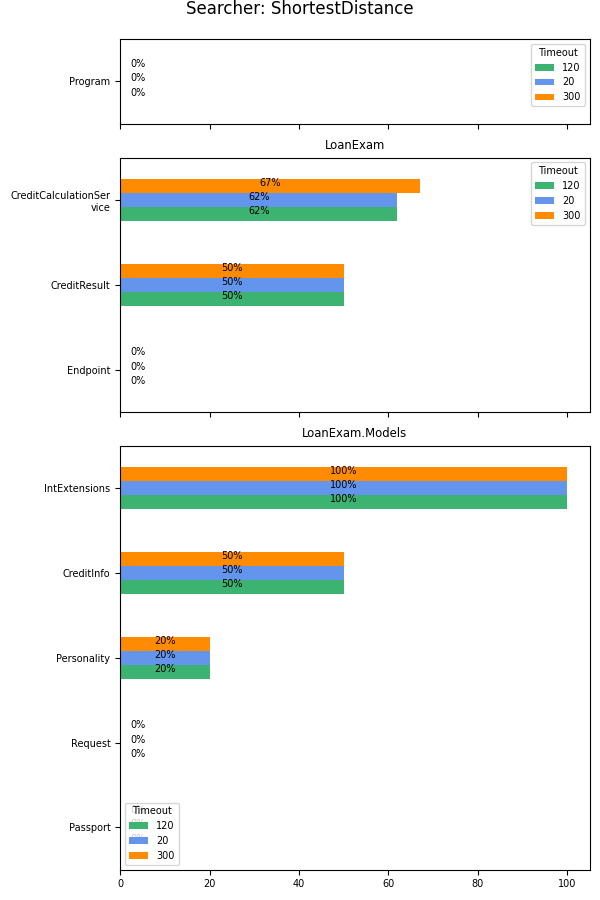 Searcher: ShortestDistance
Program
0%
0%
0%
Timeout
120
20
300
LoanExam
CreditCalculationSer
vice
67%
62%
62%
Timeout
120
20
300
CreditResult
50%
50%
50%
Endpoint
0%
0%
0%
LoanExam.Models
IntExtensions
100%
100%
100%
CreditInfo
50%
50%
50%
Personality
20%
20%
20%
Request
0%
0%
0%
Passport
Timeout
120
20
300
0
20
40
60
80
100